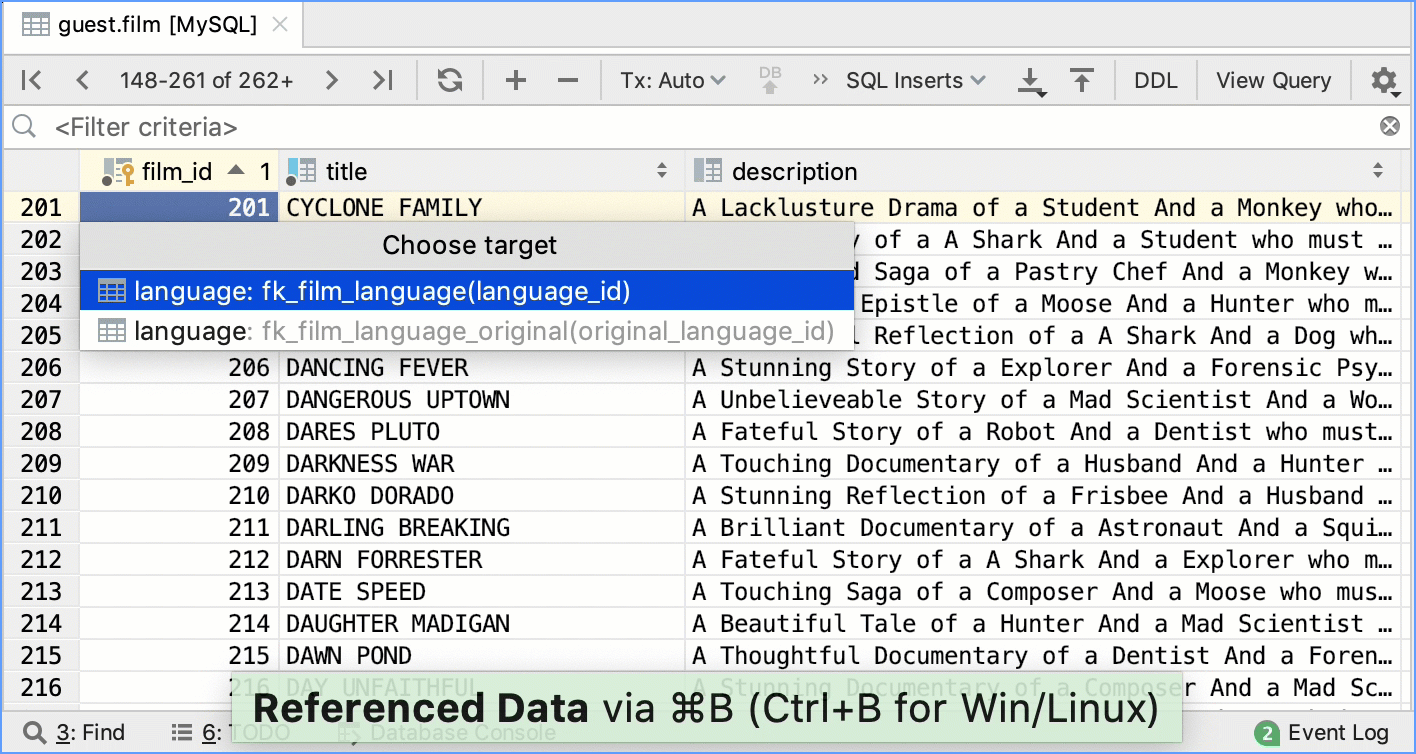 guest.film [MySQL]
148-261 of 262+ Tx: Auto DB SQL Inserts DDL View Query
<Filter criteria>
film_id 1 title description
201 201 CYCLONE FAMILY A Lacklusture Drama of a Student And a Monkey who…
Choose target
202 y of a A Shark And a Student who must …
203 d Saga of a Pastry Chef And a Monkey w…
language: fk_film_language(language_id)
204 Epistle of a Moose And a Hunter who m…
language: fk_film_language_original(original_language_id)
205 l Reflection of a A Shark And a Dog wh…
206 206 DANCING FEVER A Stunning Story of a Explorer And a Forensic Psy…
207 207 DANGEROUS UPTOWN A Unbelieveable Story of a Mad Scientist And a Wo…
208 208 DARES PLUTO A Fateful Story of a Robot And a Dentist who must…
209 209 DARKNESS WAR A Touching Documentary of a Husband And a Hunter …
210 210 DARKO DORADO A Stunning Reflection of a Frisbee And a Husband …
211 211 DARLING BREAKING A Brilliant Documentary of a Astronaut And a Squi…
212 212 DARN FORRESTER A Fateful Story of a A Shark And a Explorer who m…
213 213 DATE SPEED A Touching Saga of a Composer And a Moose who mus…
214 214 DAUGHTER MADIGAN A Beautiful Tale of a Hunter And a Mad Scientist …
215 215 DAWN POND A Thoughtful Documentary of a Dentist And a Foren…
216 216 DAY UNFAITHFUL A Stunning Documentary of a Composer And a Mad Sc…
Referenced Data via ⌘B (Ctrl+B for Win/Linux)
3: Find 6: TODO Database Console 2 Event Log